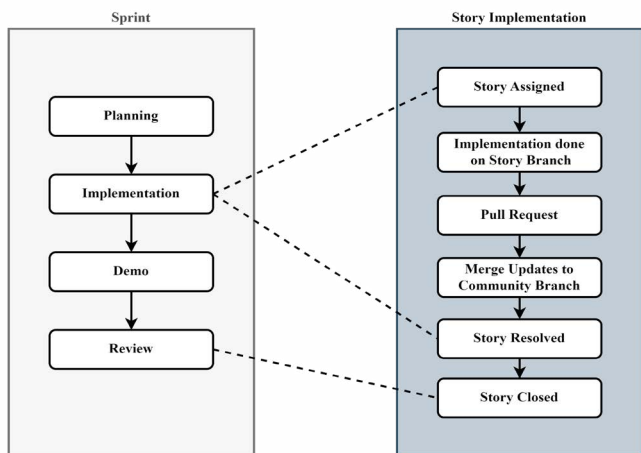 Sprint
Planning
Implementation
Demo
Review
Story Implementation
Story Assigned
Implementation done
on Story Branch
Pull Request
Merge Updates to
Community Branch
Story Resolved
Story Closed